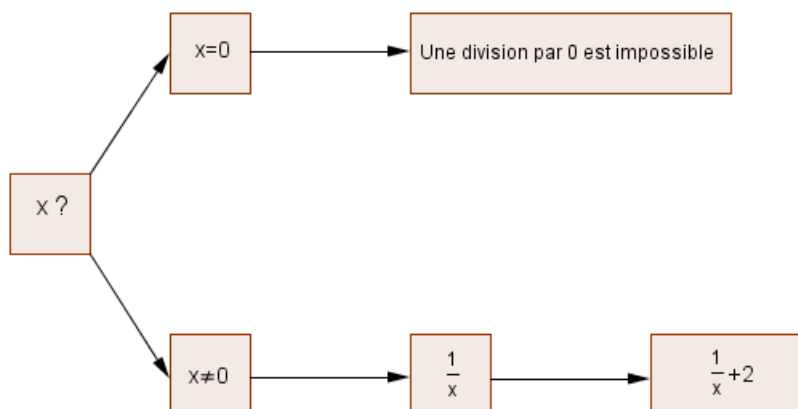 x=0
Une division par 0 est impossible
x ?
x≠0
1/x
1/x+2